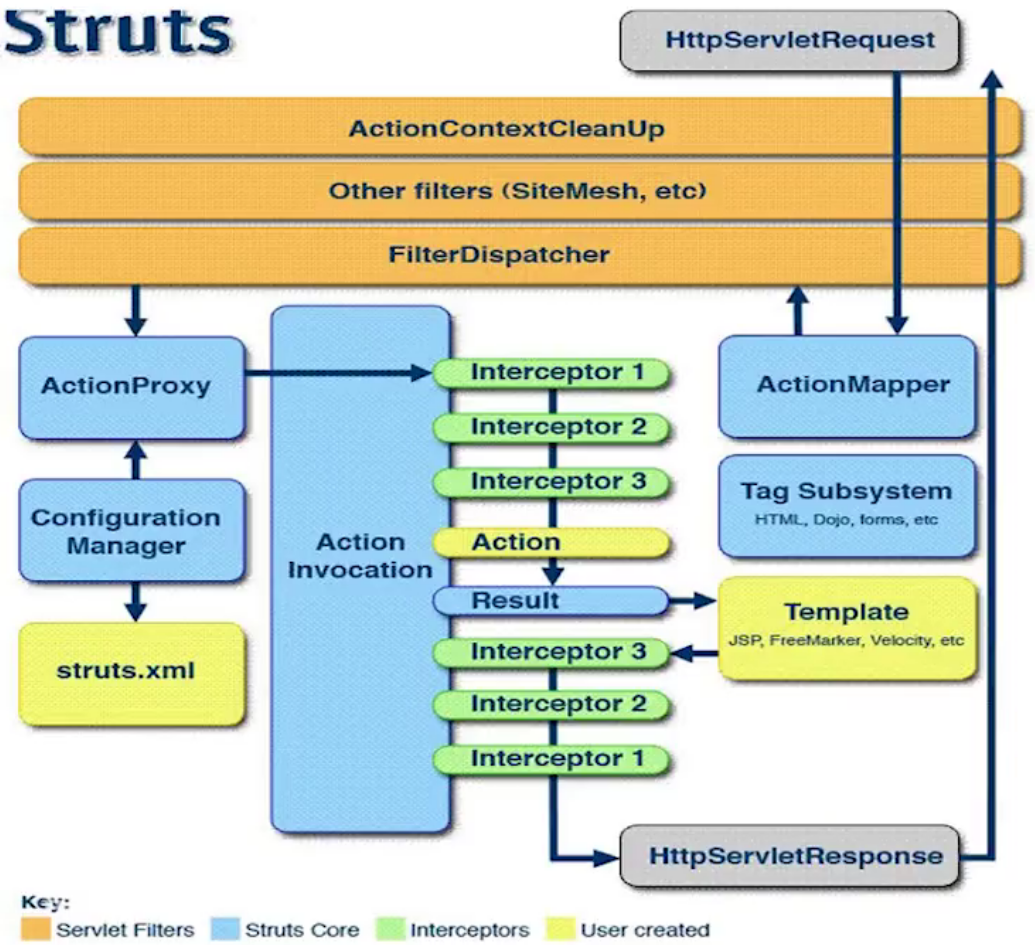 Struts
HttpServletRequest
ActionContextCleanUp
Other filters (SiteMesh, etc)
FilterDispatcher
ActionProxy
Interceptor 1
ActionMapper
Interceptor 2
Interceptor 3
Tag Subsystem
HTML, Dojo, forms, etc
Configuration
Manager
Action
Invocation
Action
Result
Template
JSP, FreeMarker, Velocity, etc
struts.xml
Interceptor 3
Interceptor 2
Interceptor 1
HttpServletResponse
Key:
Servlet Filters
Struts Core
Interceptors
User created